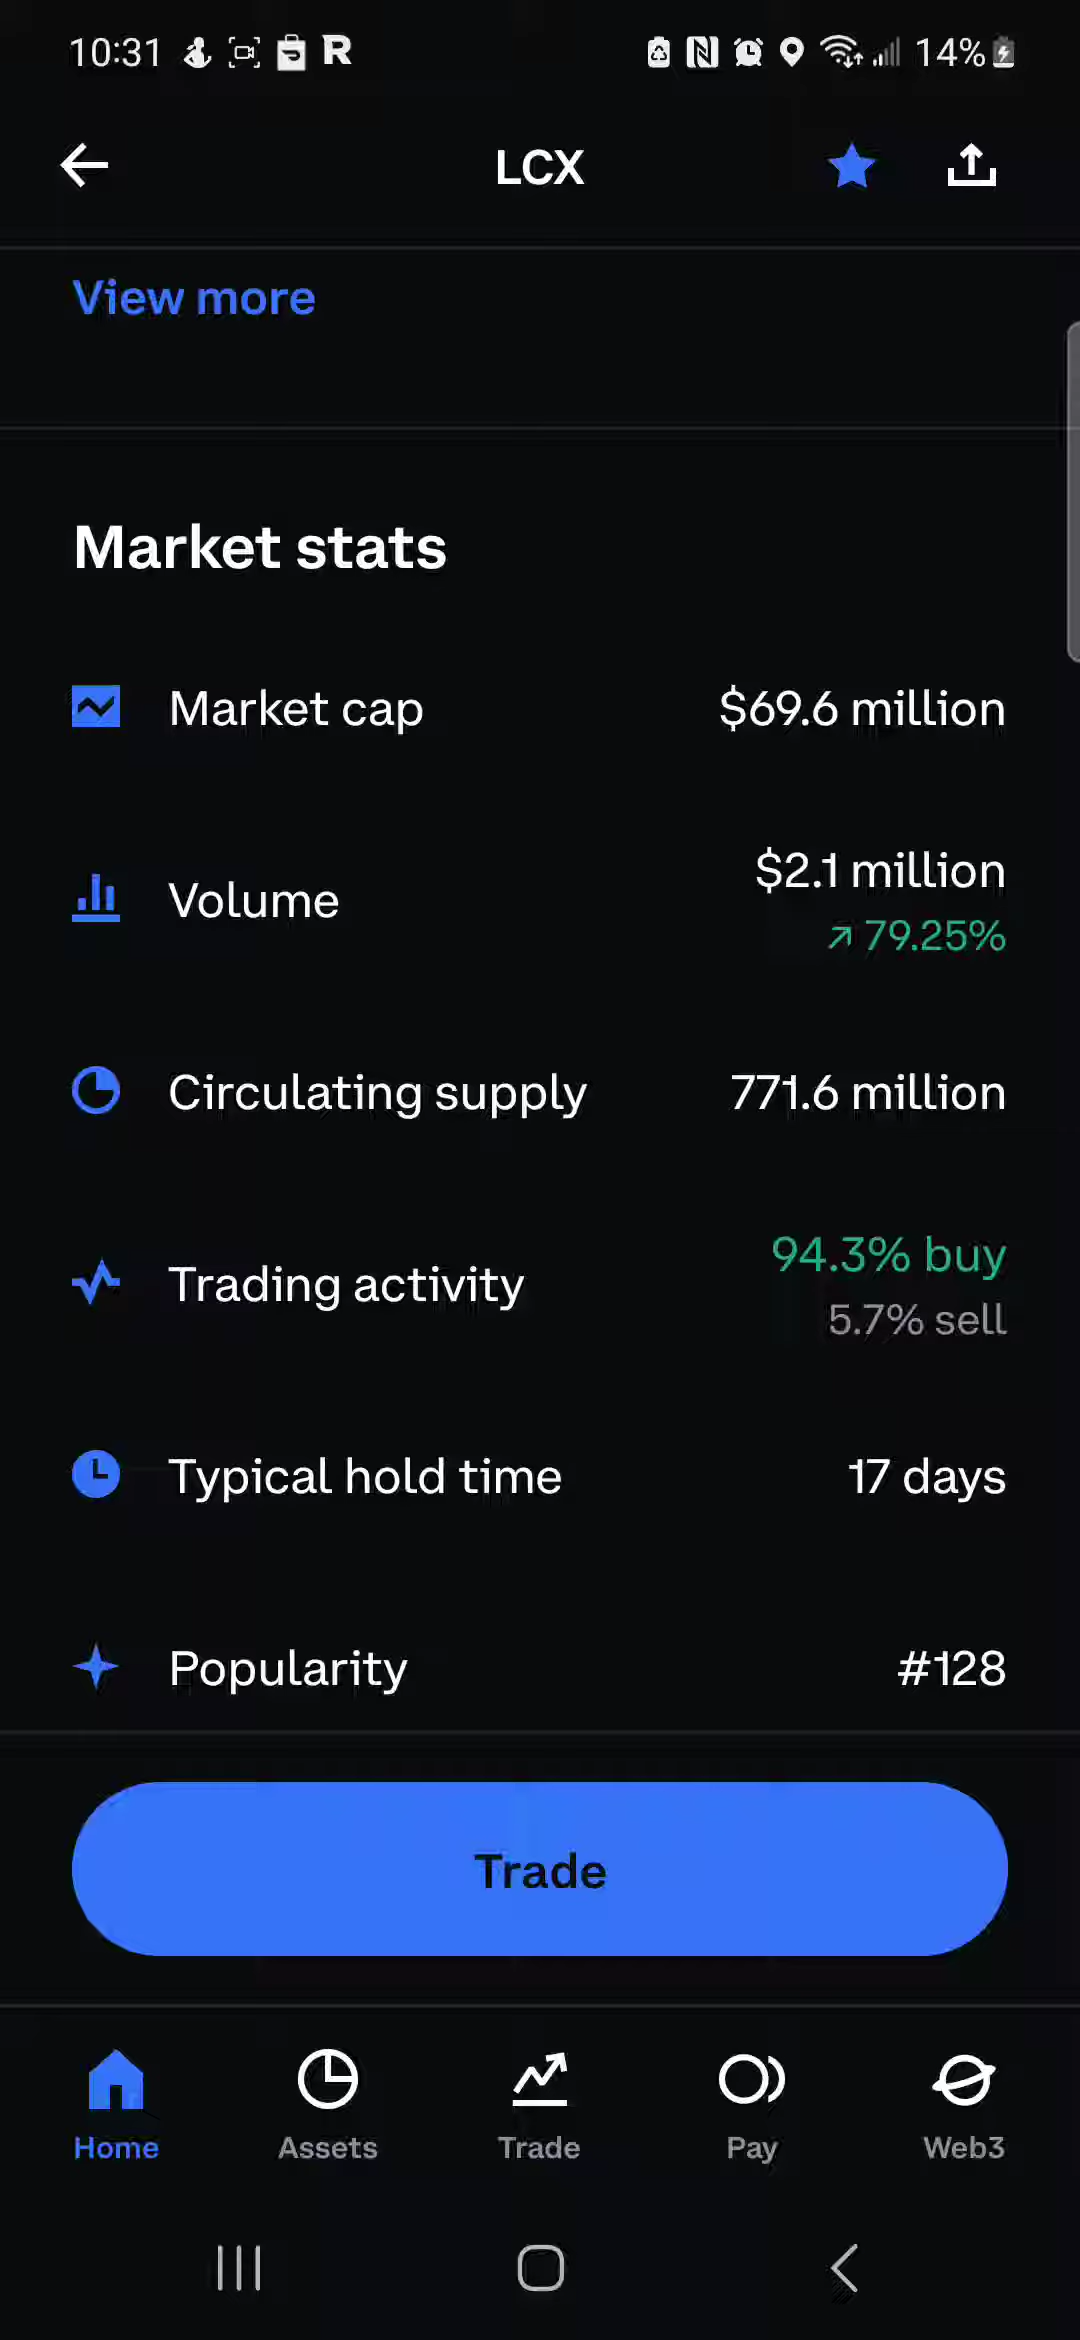 10:31 R 14%
LCX
View more
Market stats
Market cap $69.6 million
Volume $2.1 million
↗ 79.25%
Circulating supply 771.6 million
Trading activity 94.3% buy
5.7% sell
Typical hold time 17 days
Popularity #128
Trade
Home Assets Trade Pay Web3